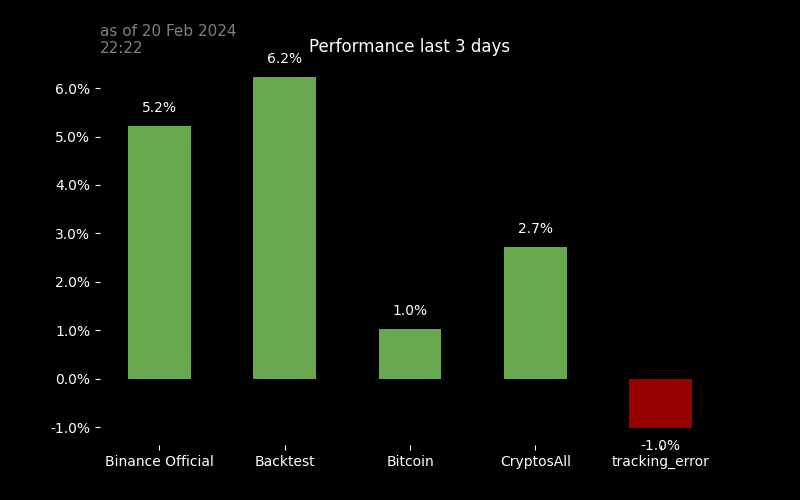 as of 20 Feb 2024
22:22
Performance last 3 days
6.2%
6.0%
5.2%
5.0%
4.0%
3.0%
2.7%
2.0%
1.0%
1.0%
0.0%
-1.0%
-1.0%
Binance Official
Backtest
Bitcoin
CryptosAll
tracking_error